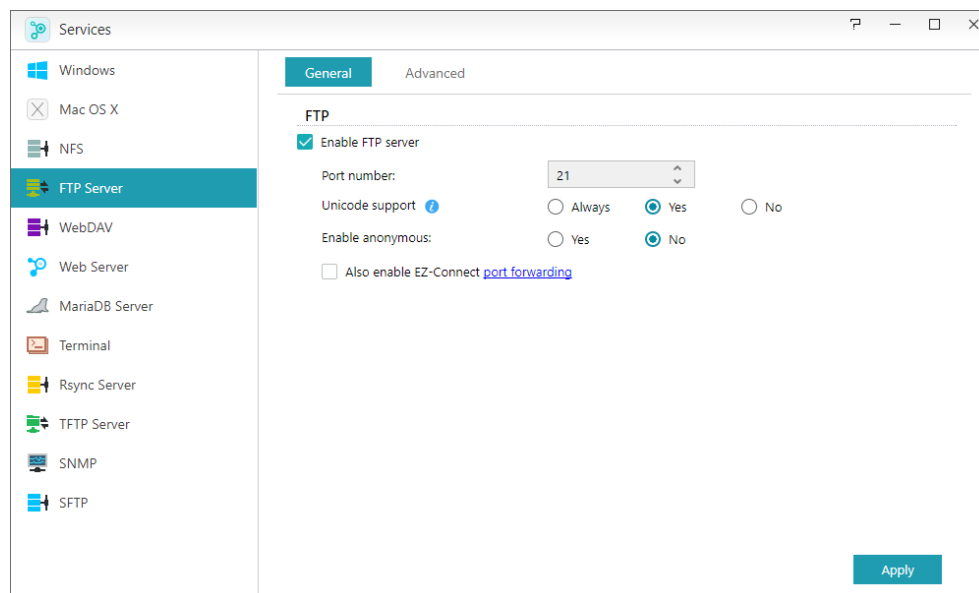 Services
Windows
Mac OS X
NFS
FTP Server
WebDAV
Web Server
MariaDB Server
Terminal
Rsync Server
TFTP Server
SNMP
SFTP
General Advanced
FTP
Enable FTP server
Port number: 21
Unicode support Always Yes No
Enable anonymous: Yes No
Also enable EZ-Connect port forwarding
Apply